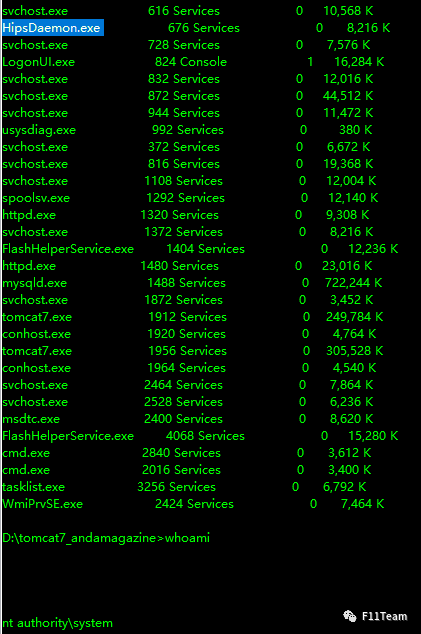 svchost.exe 616 Services 0 10,568 K
HipsDaemon.exe 676 Services 0 8,216 K
svchost.exe 728 Services 0 7,576 K
LogonUI.exe 824 Console 1 16,284 K
svchost.exe 832 Services 0 12,016 K
svchost.exe 872 Services 0 44,512 K
svchost.exe 944 Services 0 11,472 K
usysdiag.exe 992 Services 0 380 K
svchost.exe 372 Services 0 6,672 K
svchost.exe 816 Services 0 19,368 K
svchost.exe 1108 Services 0 12,004 K
spoolsv.exe 1292 Services 0 12,140 K
httpd.exe 1320 Services 0 9,308 K
svchost.exe 1372 Services 0 8,216 K
FlashHelperService.exe 1404 Services 0 12,236 K
httpd.exe 1480 Services 0 23,016 K
mysqld.exe 1488 Services 0 722,244 K
svchost.exe 1872 Services 0 3,452 K
tomcat7.exe 1912 Services 0 249,784 K
conhost.exe 1920 Services 0 4,764 K
tomcat7.exe 1956 Services 0 305,528 K
conhost.exe 1964 Services 0 4,540 K
svchost.exe 2464 Services 0 7,864 K
svchost.exe 2528 Services 0 6,236 K
msdtc.exe 2400 Services 0 8,620 K
FlashHelperService.exe 4068 Services 0 15,280 K
cmd.exe 2840 Services 0 3,612 K
cmd.exe 2016 Services 0 3,400 K
tasklist.exe 3256 Services 0 6,792 K
WmiPrvSE.exe 2424 Services 0 7,464 K
D:\tomcat7_andamagazine>whoami
F11Team
nt authority\system